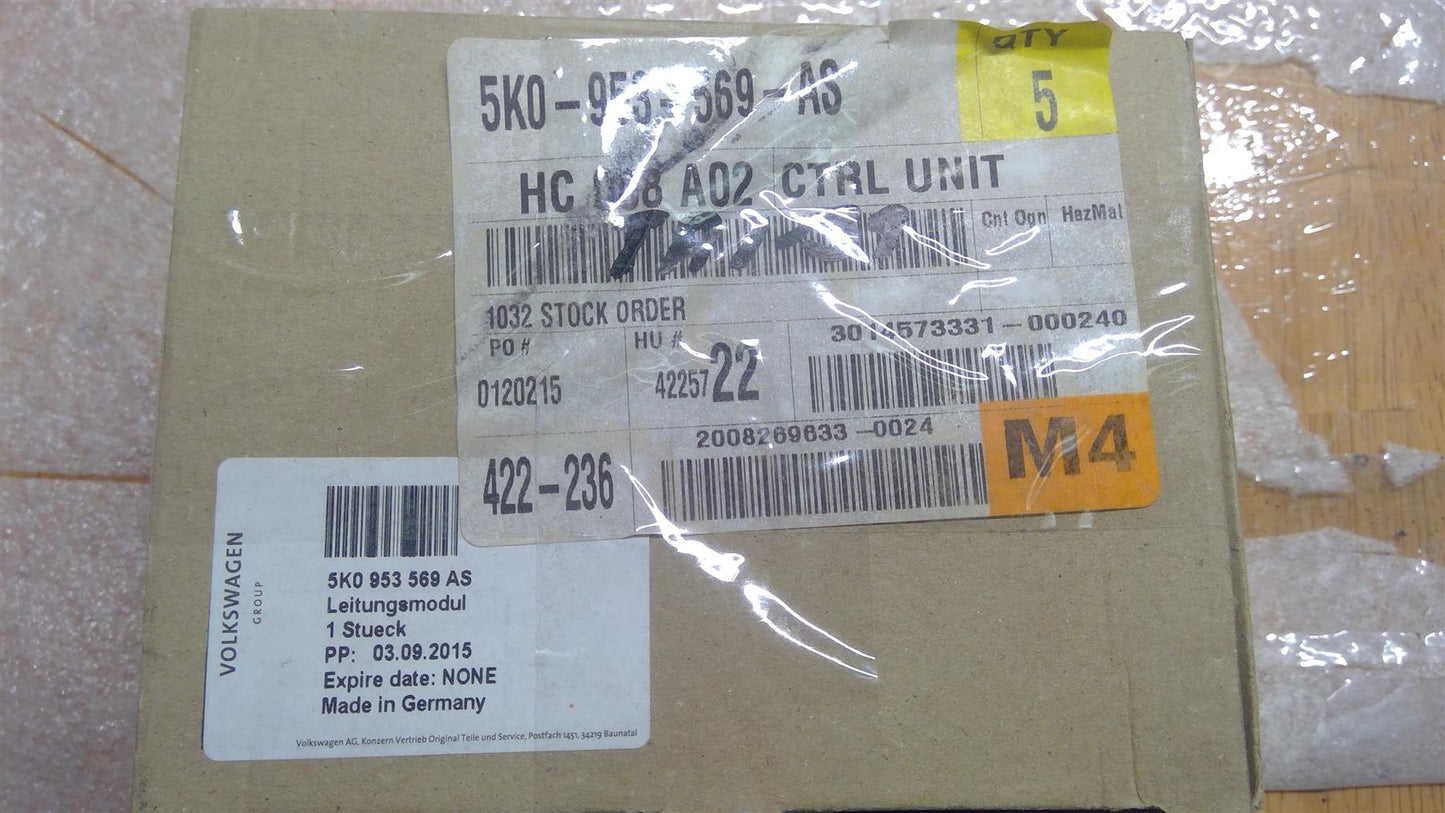 5K0-953-569-AS
QTY
5
HC A02 CTRL UNIT
Cnt Ogn
HazMat
1032 STOCK ORDER
PO #
HU #
3014573331-000240
0120215
4225722
2008269633-0024
M4
422-236
VOLKSWAGEN
GROUP
5K0 953 569 AS
Leitungsmodul
1 Stueck
PP: 03.09.2015
Expire date: NONE
Made in Germany
Volkswagen AG, Konzern Vertrieb Original Teile und Service, Postfach 1451, 34219 Baunatal